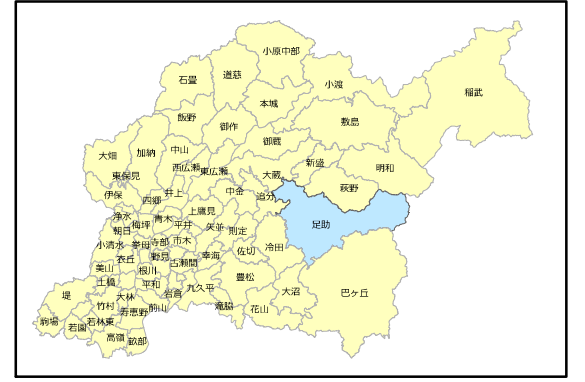 小原中部
道慈
石畳
小渡
稲武
本城
敷島
飯野
御作
御蔵
中山
加納
大畑
西広瀬
東広瀬
新盛
明和
東保見
大蔵
萩野
伊保
井上
中金
追分
四郷
上鷹見
浄水
青木
足助
朝日
梅坪
平井
矢並
則定
小清水
挙母
寺部
市木
冷田
衣丘
野見
古瀬間
幸海
佐切
美山
根川
豊松
土橋
平和
九久平
大沼
巴ケ丘
堤
大林
岩倉
竹村
寿恵野
前山
滝脇
花山
駒場
若園
若林東
高嶺
畝部